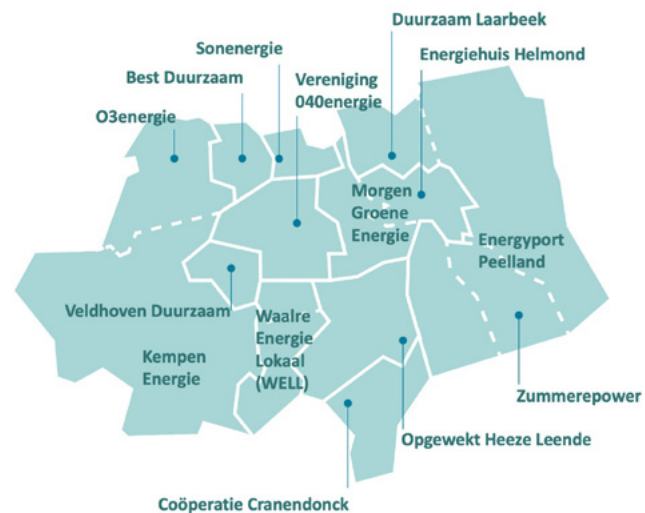 Duurzaam Laarbeek
Sonenergie
Energiehuis Helmond
Best Duurzaam
Vereniging
040energie
O3energie
Morgen
Groene
Energie
Energyport
Peelland
Veldhoven Duurzaam
Waalre
Energie
Lokaal
(WELL)
Kempen
Energie
Zummerepower
Opgewekt Heeze Leende
Coöperatie Cranendonck